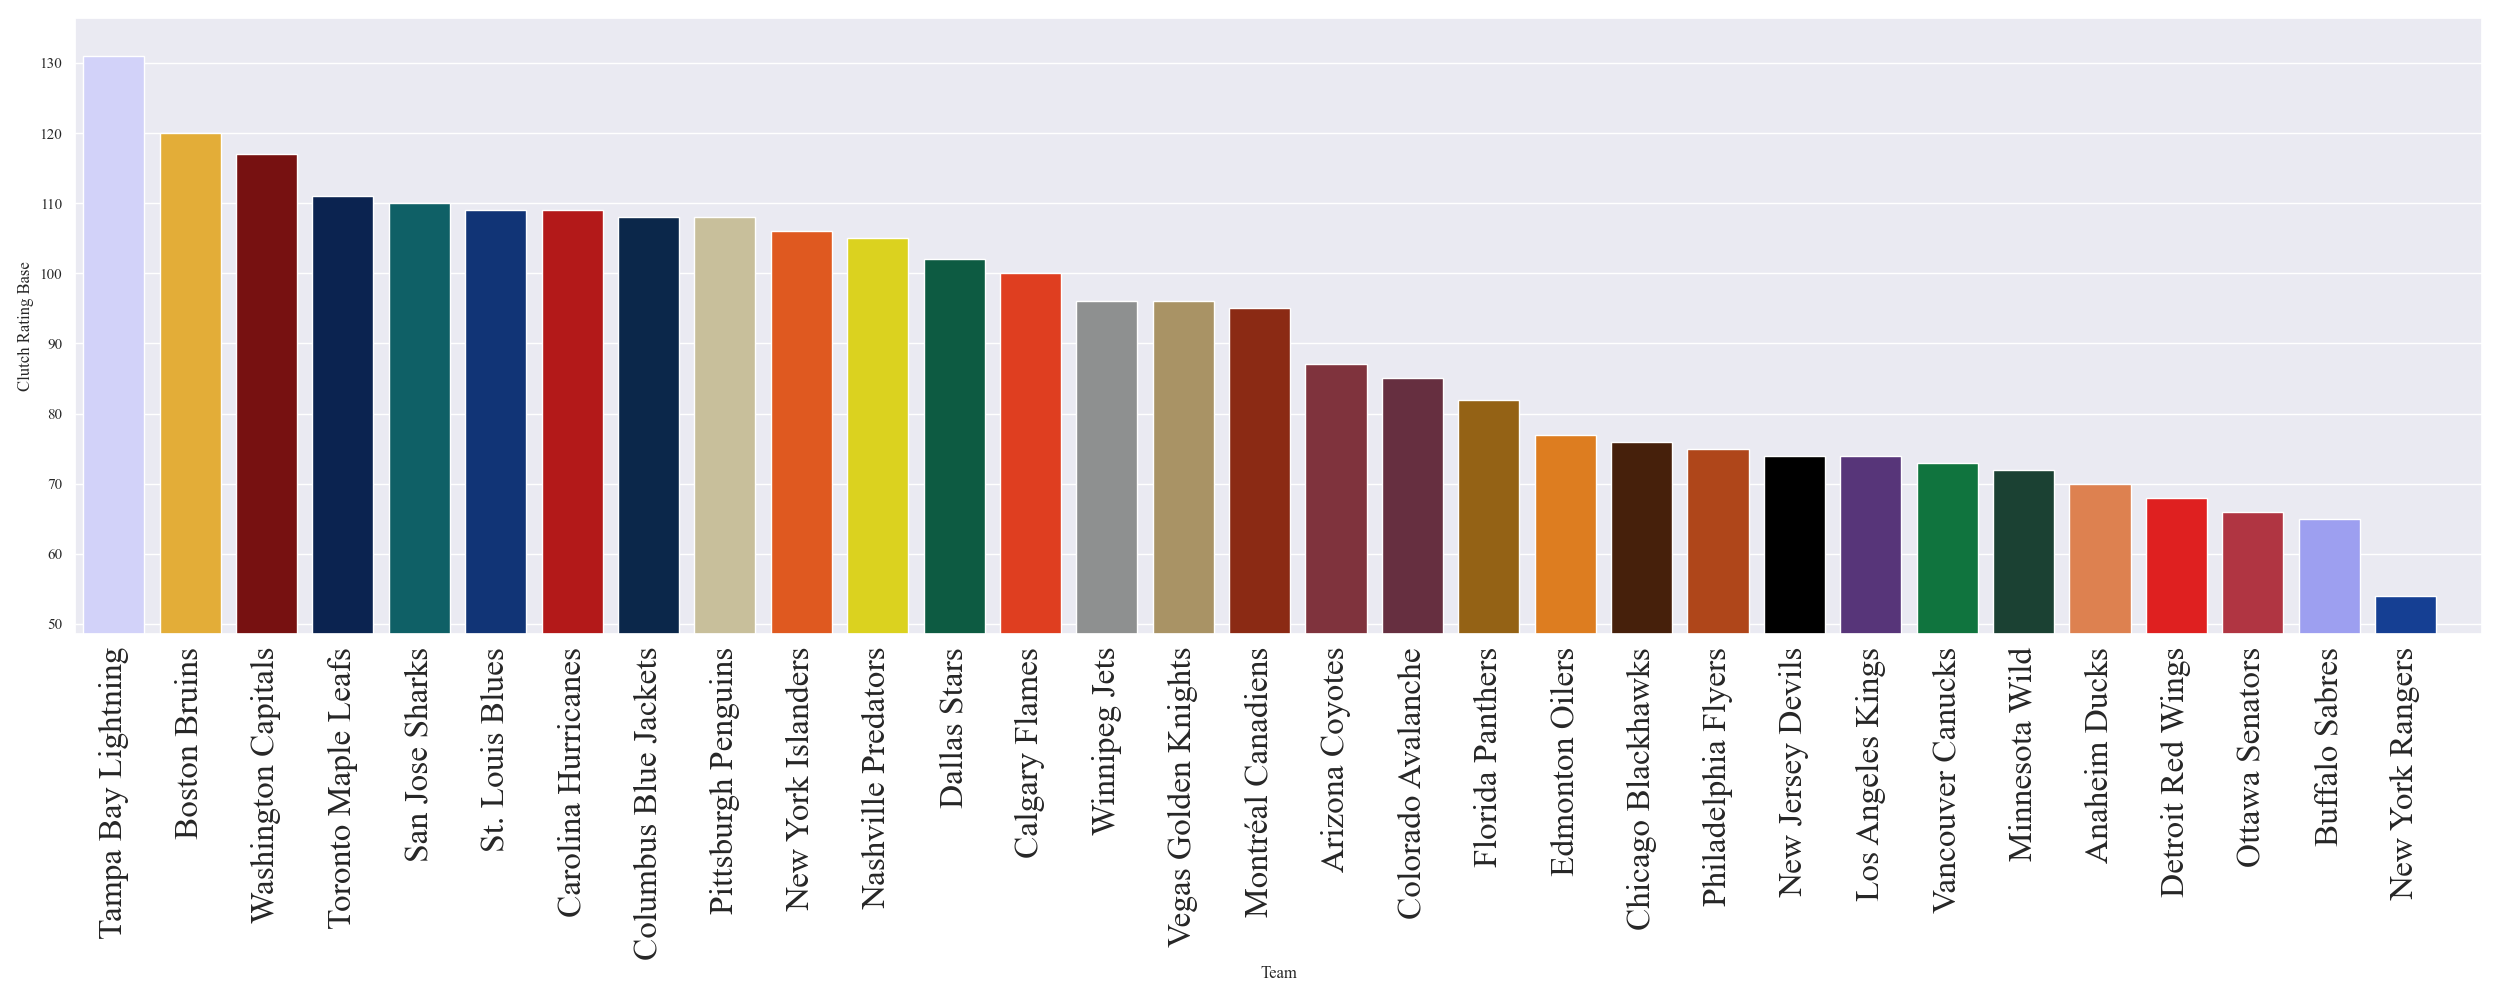 130
120
110
100
90
80
70
60
50
Clutch Rating Base
Tampa Bay Lightning
Boston Bruins
Washington Capitals
Toronto Maple Leafs
San Jose Sharks
St. Louis Blues
Carolina Hurricanes
Columbus Blue Jackets
Pittsburgh Penguins
New York Islanders
Nashville Predators
Dallas Stars
Calgary Flames
Winnipeg Jets
Vegas Golden Knights
Montréal Canadiens
Arizona Coyotes
Colorado Avalanche
Florida Panthers
Edmonton Oilers
Chicago Blackhawks
Philadelphia Flyers
New Jersey Devils
Los Angeles Kings
Vancouver Canucks
Minnesota Wild
Anaheim Ducks
Detroit Red Wings
Ottawa Senators
Buffalo Sabres
New York Rangers
Team